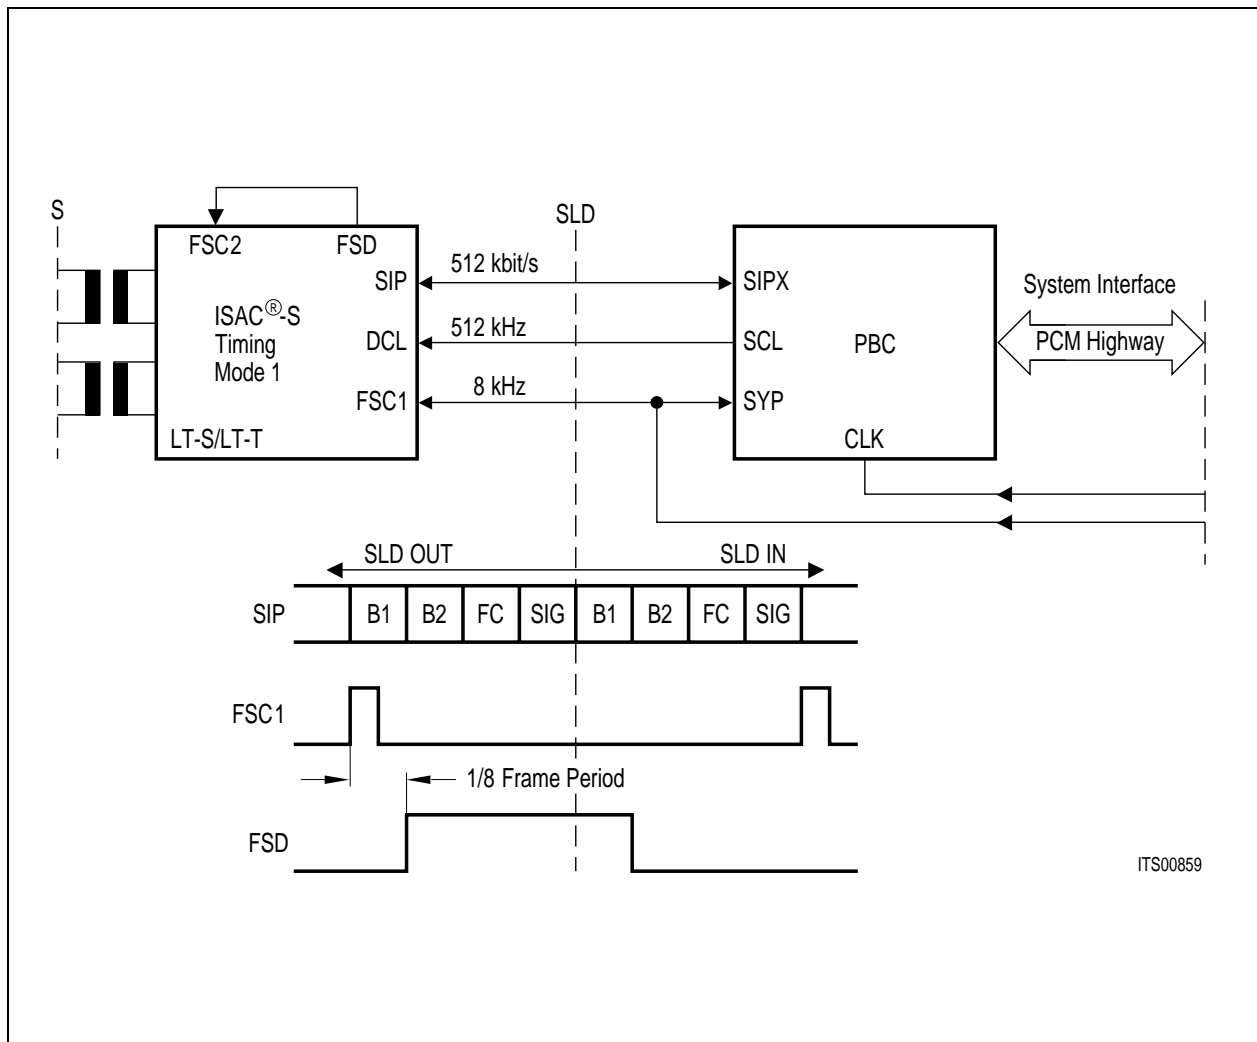 S
SLD
FSC2 FSD
SIP 512 kbit/s SIPX
System Interface
ISAC®-S
Timing
Mode 1
DCL 512 kHz SCL PBC PCM Highway
FSC1 8 kHz SYP
LT-S/LT-T
CLK
SLD OUT SLD IN
SIP B1 B2 FC SIG B1 B2 FC SIG
FSC1
1/8 Frame Period
FSD
ITS00859